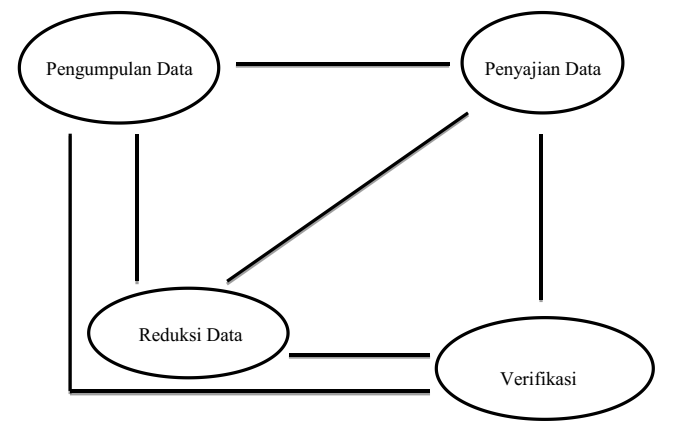 Pengumpulan Data
Penyajian Data
Reduksi Data
Verifikasi